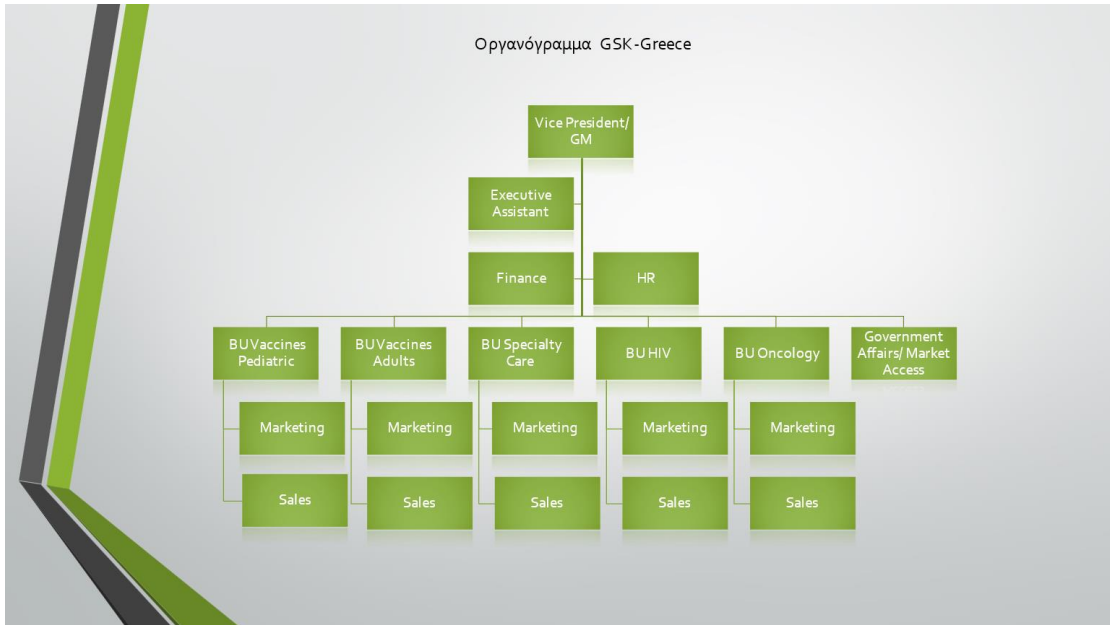 Οργανόγραμμα GSK-Greece
Vice President/
GM
Executive
Assistant
Finance
HR
BU Vaccines
Pediatric
BU Vaccines
Adults
BU Specialty
Care
BU HIV
BU Oncology
Government
Affairs/ Market
Access
Marketing
Marketing
Marketing
Marketing
Marketing
Sales
Sales
Sales
Sales
Sales